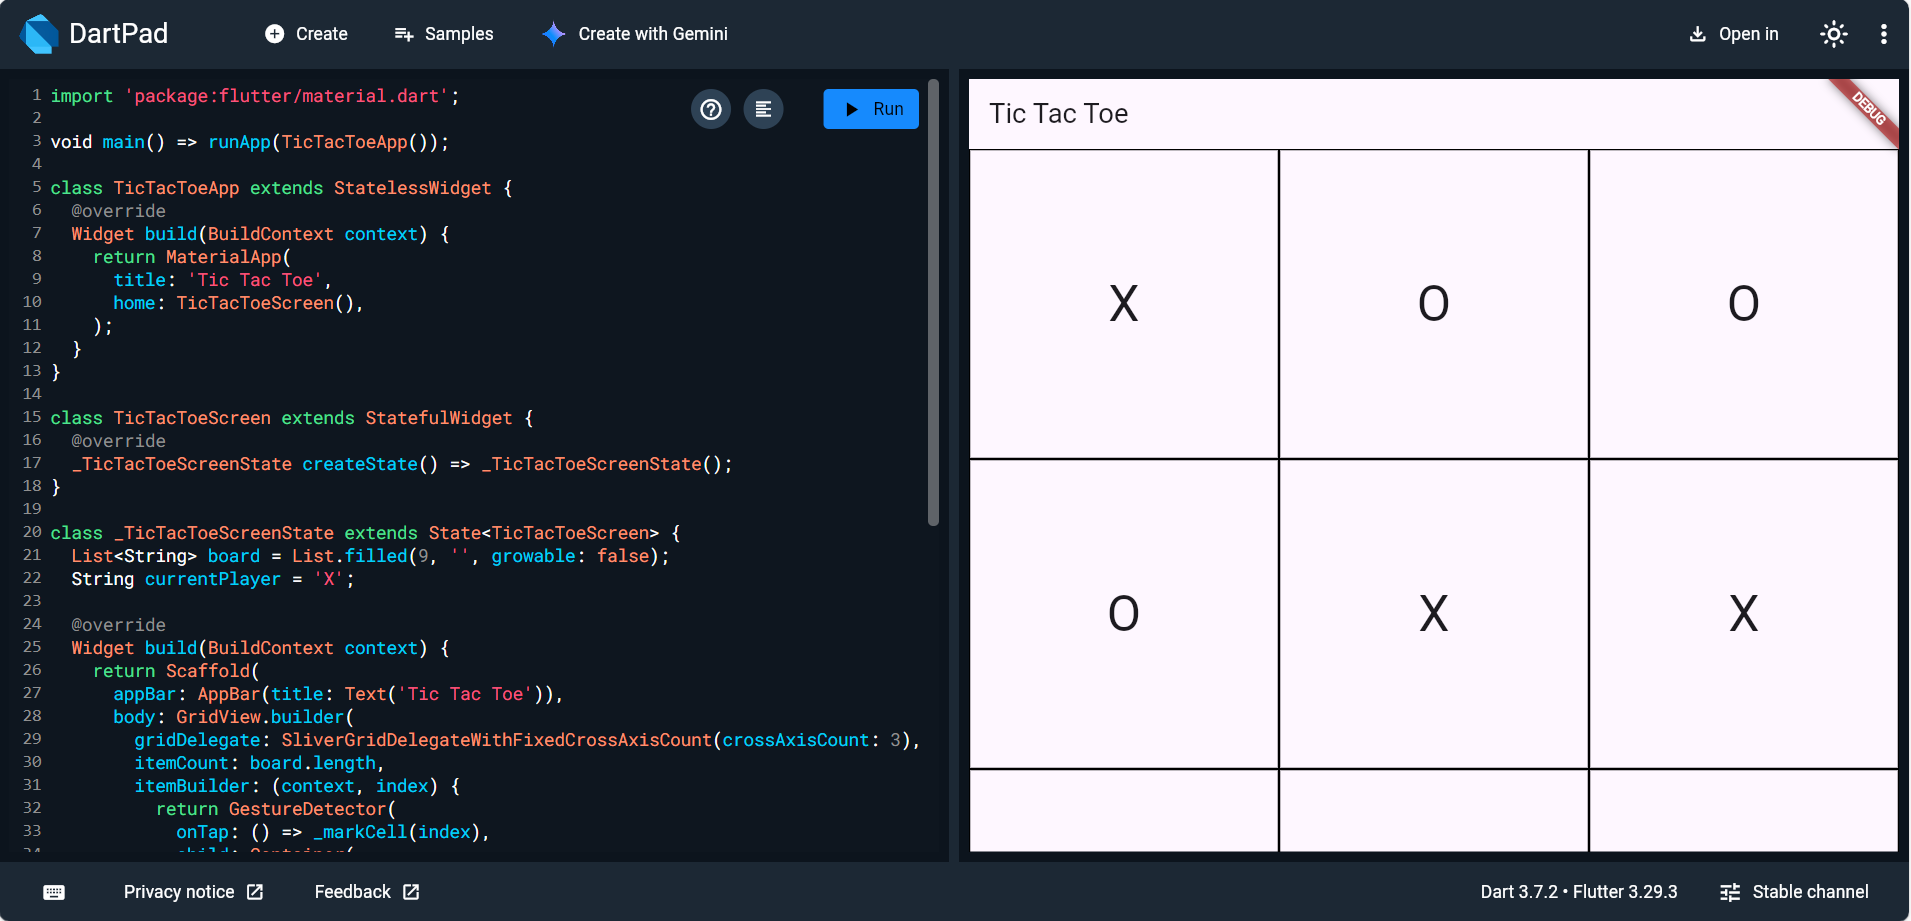 DartPad
Create
Samples
Create with Gemini
Open in
Run
1 import 'package:flutter/material.dart';
2
3 void main() => runApp(TicTacToeApp());
4
5 class TicTacToeApp extends StatelessWidget {
6   @override
7   Widget build(BuildContext context) {
8     return MaterialApp(
9       title: 'Tic Tac Toe',
10       home: TicTacToeScreen(),
11     );
12   }
13 }
14
15 class TicTacToeScreen extends StatefulWidget {
16   @override
17   _TicTacToeScreenState createState() => _TicTacToeScreenState();
18 }
19
20 class _TicTacToeScreenState extends State<TicTacToeScreen> {
21   List<String> board = List.filled(9, '', growable: false);
22   String currentPlayer = 'X';
23
24   @override
25   Widget build(BuildContext context) {
26     return Scaffold(
27       appBar: AppBar(title: Text('Tic Tac Toe')),
28       body: GridView.builder(
29         gridDelegate: SliverGridDelegateWithFixedCrossAxisCount(crossAxisCount: 3),
30         itemCount: board.length,
31         itemBuilder: (context, index) {
32           return GestureDetector(
33             onTap: () => _markCell(index),
34             child: Container(
Tic Tac Toe
DEBUG
X O O
O X X
Privacy notice
Feedback
Dart 3.7.2 • Flutter 3.29.3
Stable channel